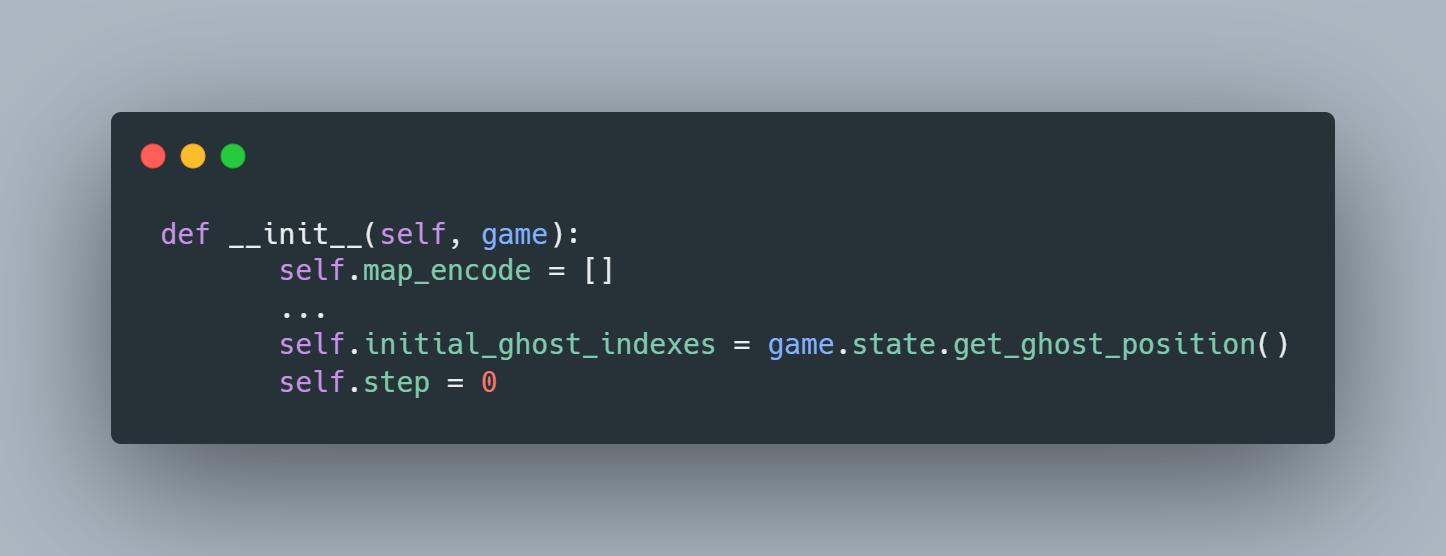 def __init__(self, game):
self.map_encode = []
...
self.initial_ghost_indexes = game.state.get_ghost_position()
self.step = 0